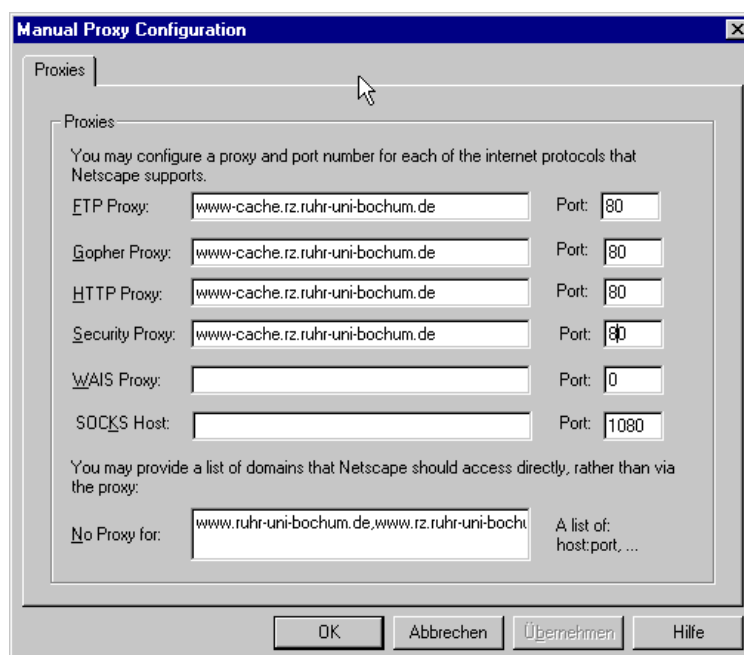 Manual Proxy Configuration
Proxies
Proxies
You may configure a proxy and port number for each of the internet protocols that
Netscape supports.
FTP Proxy: www-cache.rz.ruhr-uni-bochum.de Port: 80
Gopher Proxy: www-cache.rz.ruhr-uni-bochum.de Port: 80
HTTP Proxy: www-cache.rz.ruhr-uni-bochum.de Port: 80
Security Proxy: www-cache.rz.ruhr-uni-bochum.de Port: 80
WAIS Proxy: Port: 0
SOCKS Host: Port: 1080
You may provide a list of domains that Netscape should access directly, rather than via
the proxy:
No Proxy for: www.ruhr-uni-bochum.de,www.rz.ruhr-uni-bochu A list of:
host:port, ...
OK Abbrechen Übernehmen Hilfe